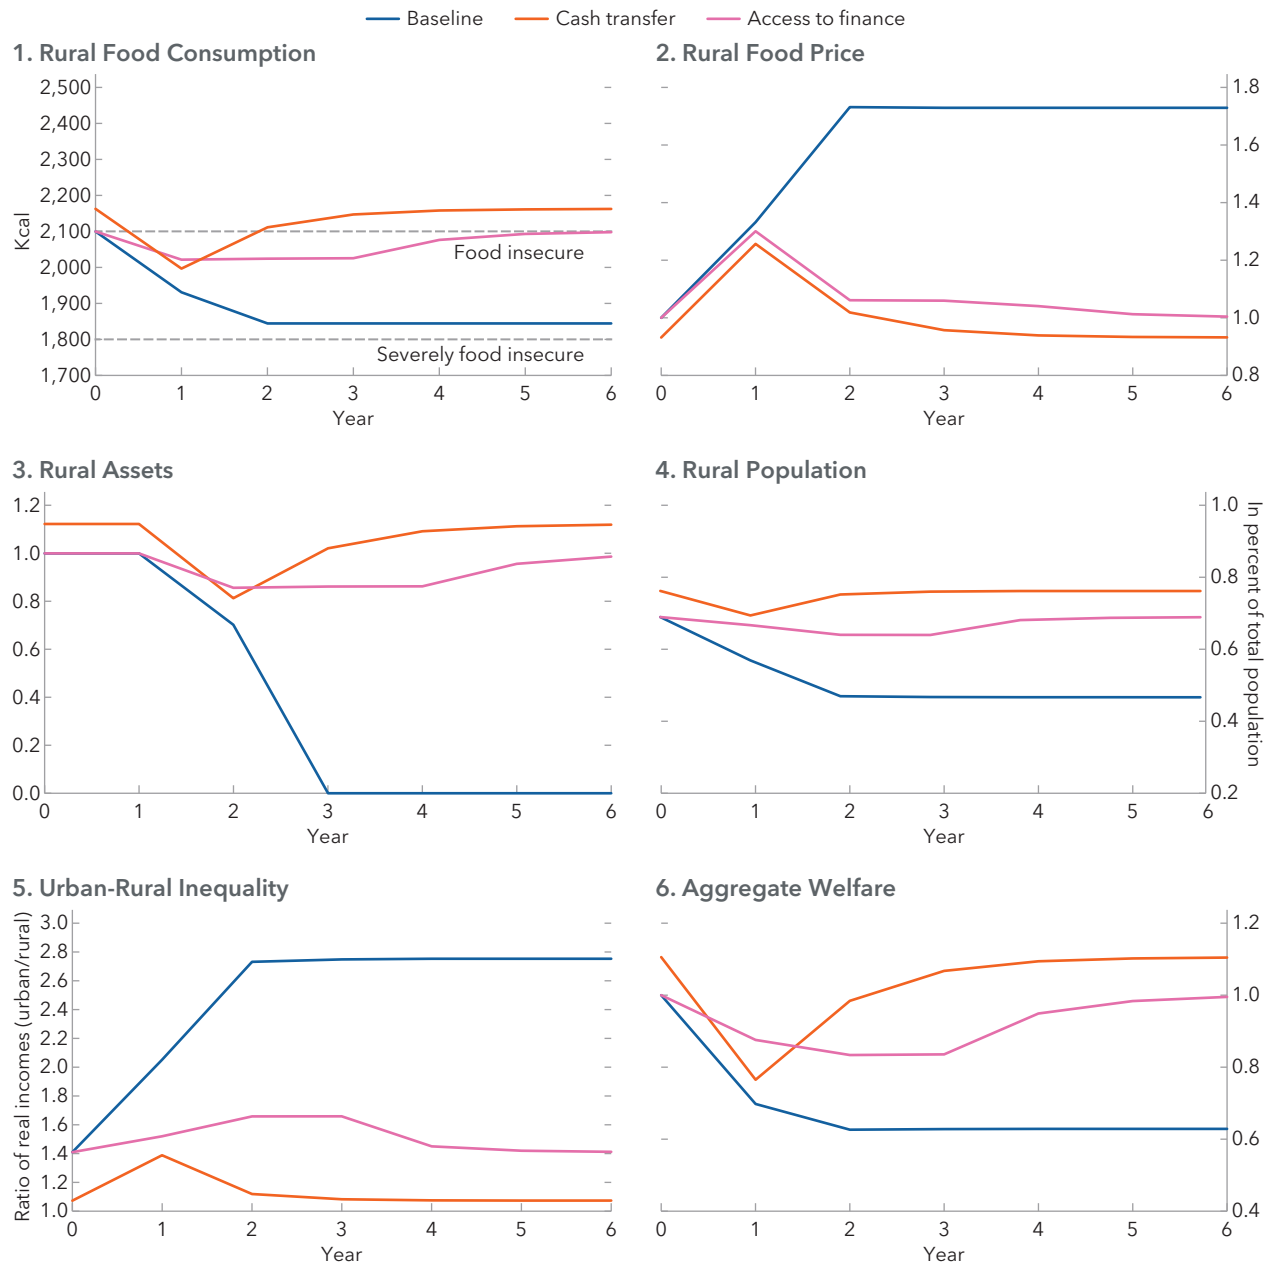 Baseline Cash transfer Access to finance
1. Rural Food Consumption
2,500
2,400
2,300
2,200
2,100
2,000
1,900
1,800
1,700
Kcal
Food insecure
Severely food insecure
0 1 2 3 4 5 6
Year
2. Rural Food Price
1.8
1.6
1.4
1.2
1.0
0.8
0 1 2 3 4 5 6
Year
3. Rural Assets
1.2
1.0
0.8
0.6
0.4
0.2
0.0
0 1 2 3 4 5 6
Year
4. Rural Population
1.0
0.8
0.6
0.4
0.2
In percent of total population
0 1 2 3 4 5 6
Year
5. Urban-Rural Inequality
3.0
2.8
2.6
2.4
2.2
2.0
1.8
1.6
1.4
1.2
1.0
Ratio of real incomes (urban/rural)
0 1 2 3 4 5 6
Year
6. Aggregate Welfare
1.2
1.0
0.8
0.6
0.4
0 1 2 3 4 5 6
Year